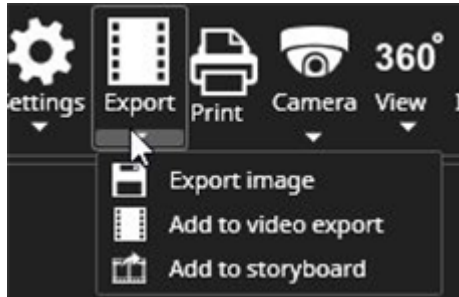 360°
ettings Export Print Camera View
Export image
Add to video export
Add to storyboard